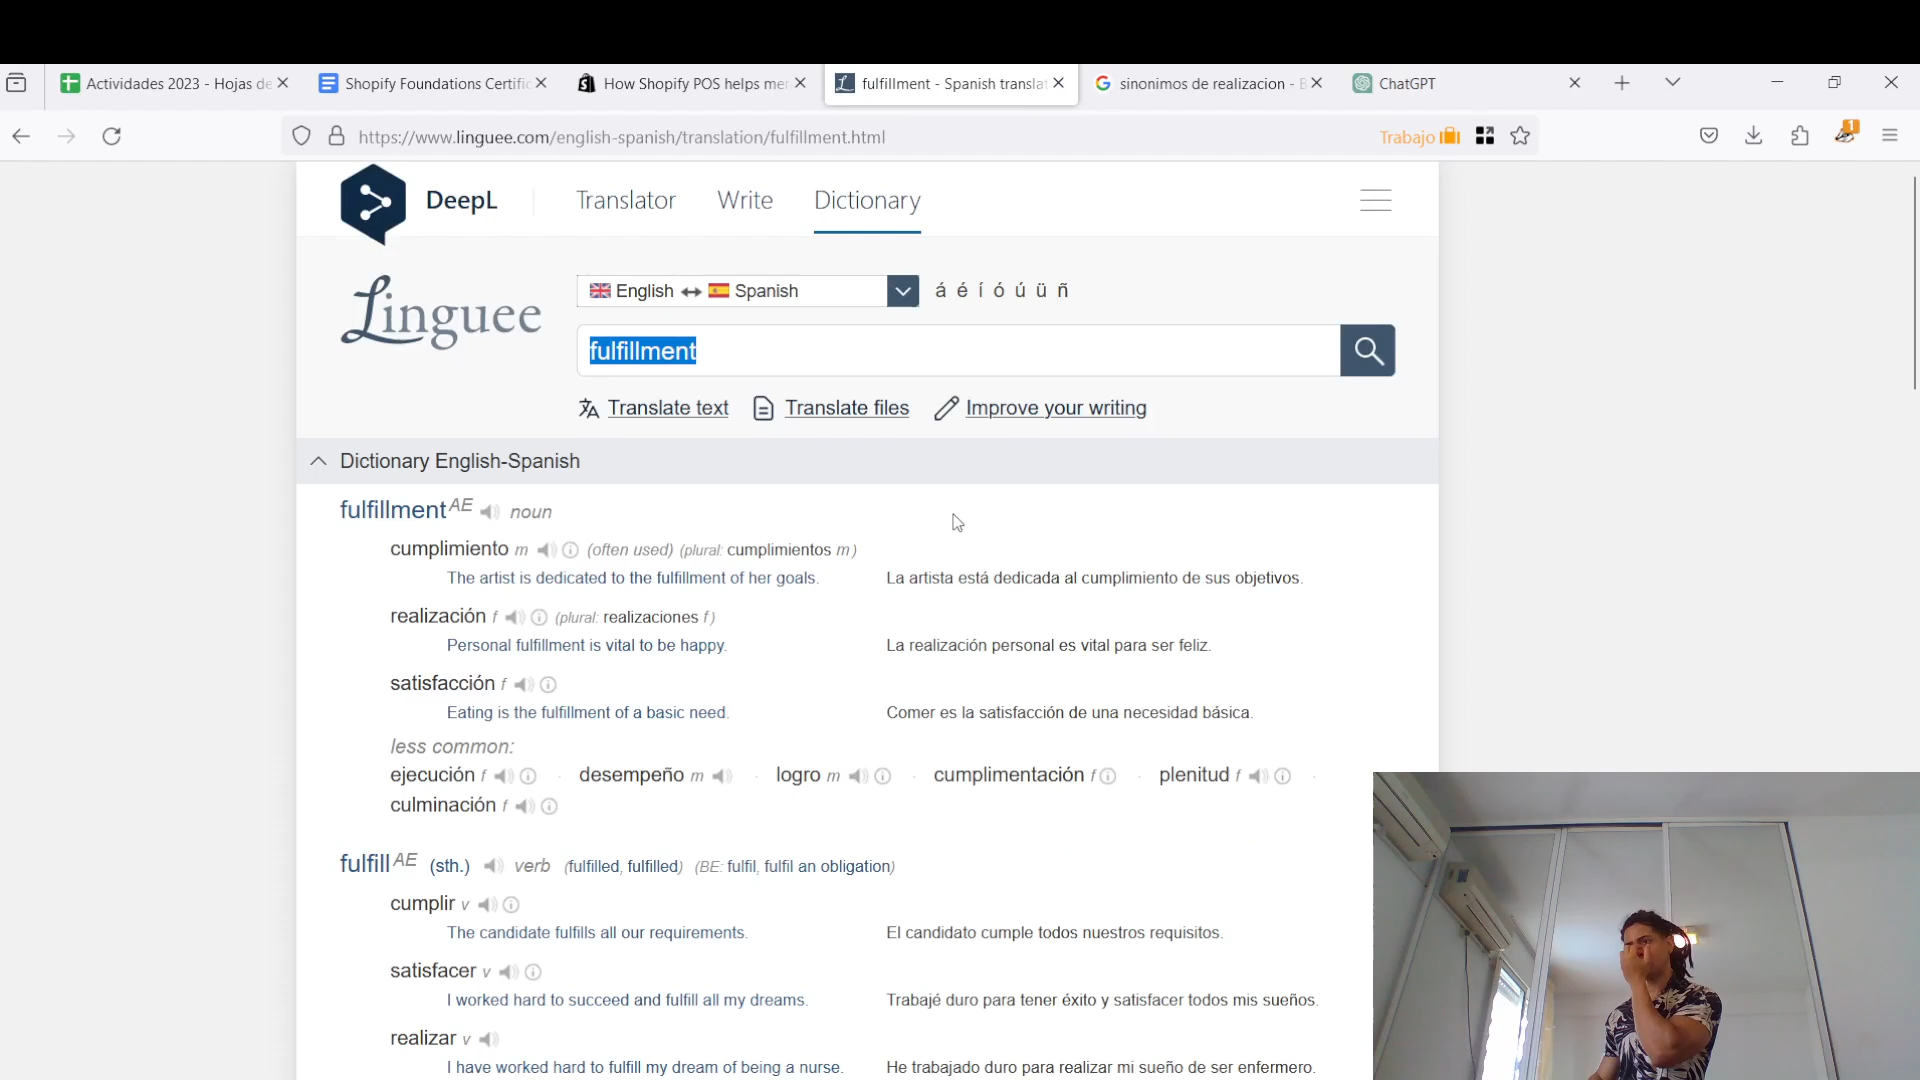 Actividades 2023 - Hojas de
Shopify Foundations Certific
How Shopify POS helps mer
fulfillment - Spanish translat
sinonimos de realizacion - B
ChatGPT
https://www.linguee.com/english-spanish/translation/fulfillment.html
Trabajo
1
DeepL
Translator
Write
Dictionary
Linguee
English ↔ Spanish
á é í ó ú ü ñ
fulfillment
Translate text
Translate files
Improve your writing
Dictionary English-Spanish
fulfillment AE noun
cumplimiento m (often used) (plural: cumplimientos m)
The artist is dedicated to the fulfillment of her goals. La artista está dedicada al cumplimiento de sus objetivos.
realización f (plural: realizaciones f)
Personal fulfillment is vital to be happy. La realización personal es vital para ser feliz.
satisfacción f
Eating is the fulfillment of a basic need. Comer es la satisfacción de una necesidad básica.
less common:
ejecución f · desempeño m · logro m · cumplimentación f · plenitud f ·
culminación f
fulfill AE (sth.) verb (fulfilled, fulfilled) (BE: fulfil, fulfil an obligation)
cumplir v
The candidate fulfills all our requirements. El candidato cumple todos nuestros requisitos.
satisfacer v
I worked hard to succeed and fulfill all my dreams. Trabajé duro para tener éxito y satisfacer todos mis sueños.
realizar v
I have worked hard to fulfill my dream of being a nurse. He trabajado duro para realizar mi sueño de ser enfermero.